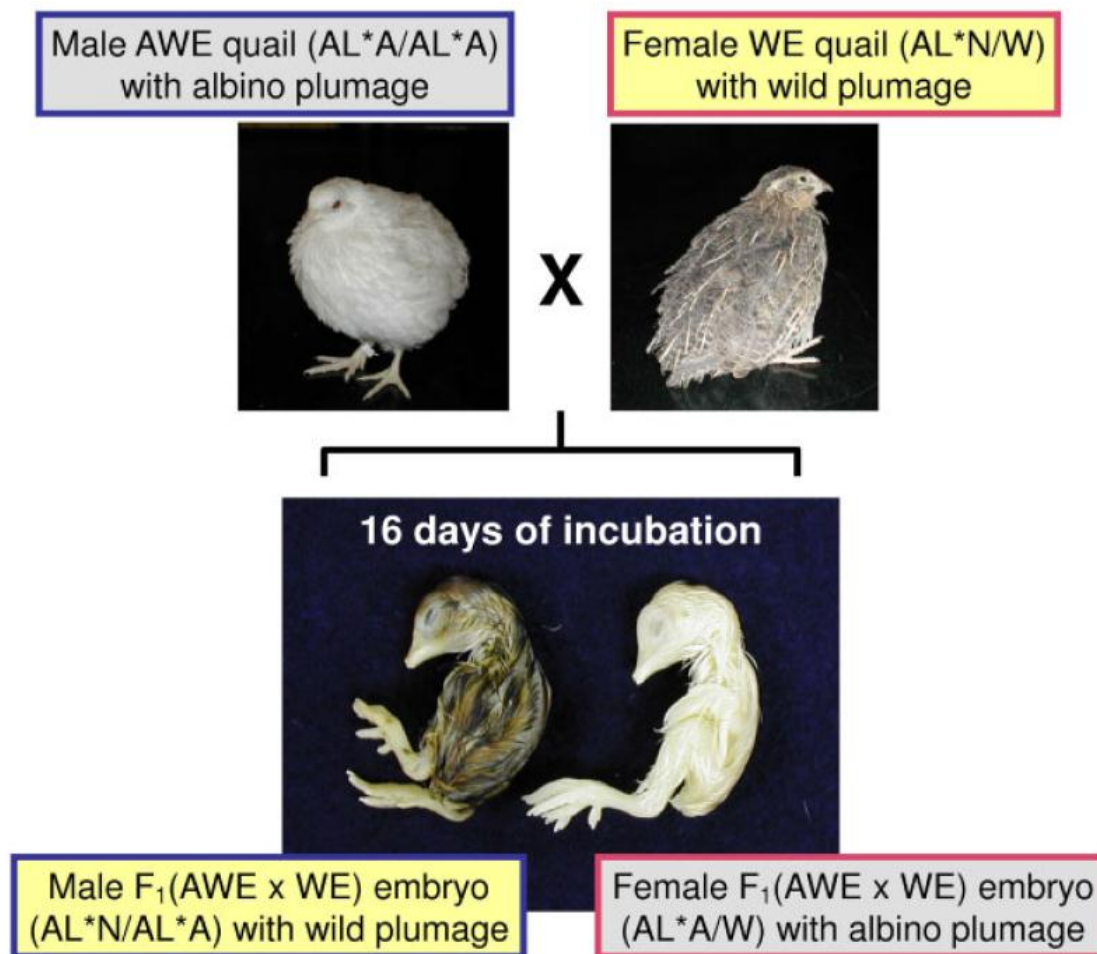 Male AWE quail (AL*A/AL*A)
with albino plumage
Female WE quail (AL*N/W)
with wild plumage
X
16 days of incubation
Male F₁(AWE x WE) embryo
(AL*N/AL*A) with wild plumage
Female F₁(AWE x WE) embryo
(AL*A/W) with albino plumage